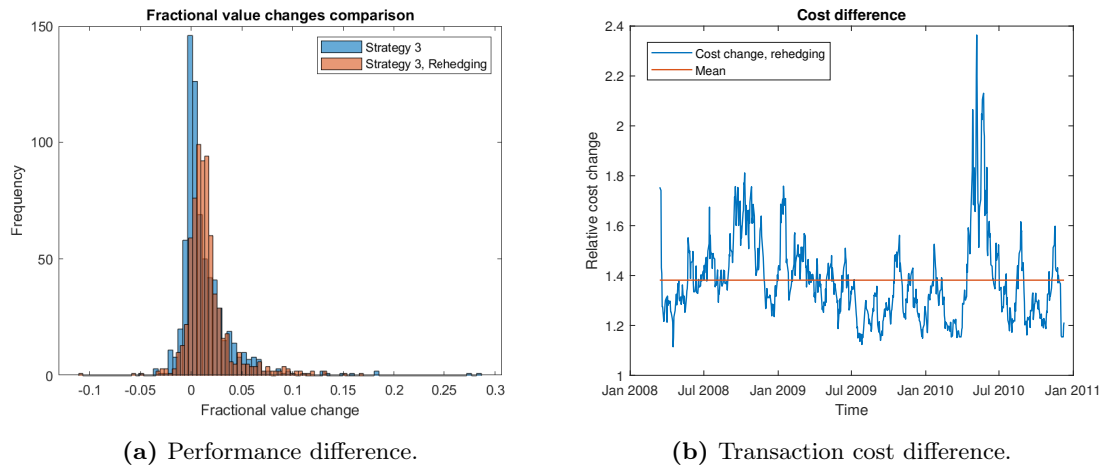 Fractional value changes comparison
150
100
50
0
Frequency
Strategy 3
Strategy 3, Rehedging
-0.1
-0.05
0
0.05
0.1
0.15
0.2
0.25
0.3
Fractional value change
(a) Performance difference.
Cost difference
2.4
2.2
2
1.8
1.6
1.4
1.2
1
Relative cost change
Cost change, rehedging
Mean
Jan 2008
Jul 2008
Jan 2009
Jul 2009
Jan 2010
Jul 2010
Jan 2011
Time
(b) Transaction cost difference.